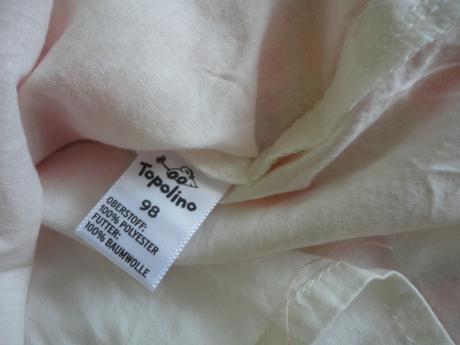 Topolino
98
OBERSTOFF:
100% POLYESTER
FUTTER:
100% BAUMWOLLE